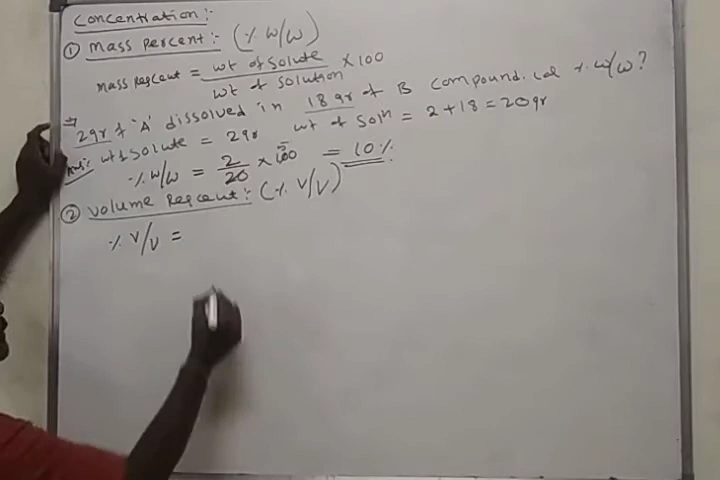 Concentration:-
① Mass Percent:- (% W/W)
Mass Percent = wt of solute / wt of solution × 100
⇒ 2gr of 'A' dissolved in 18gr of B compound. cal % w/w?
Ans:- wt of solute = 2gr wt of solⁿ = 2+18 = 20gr
% w/w = 2/20 × 100 = 10%
② Volume Percent:- (% V/V)
% V/V =